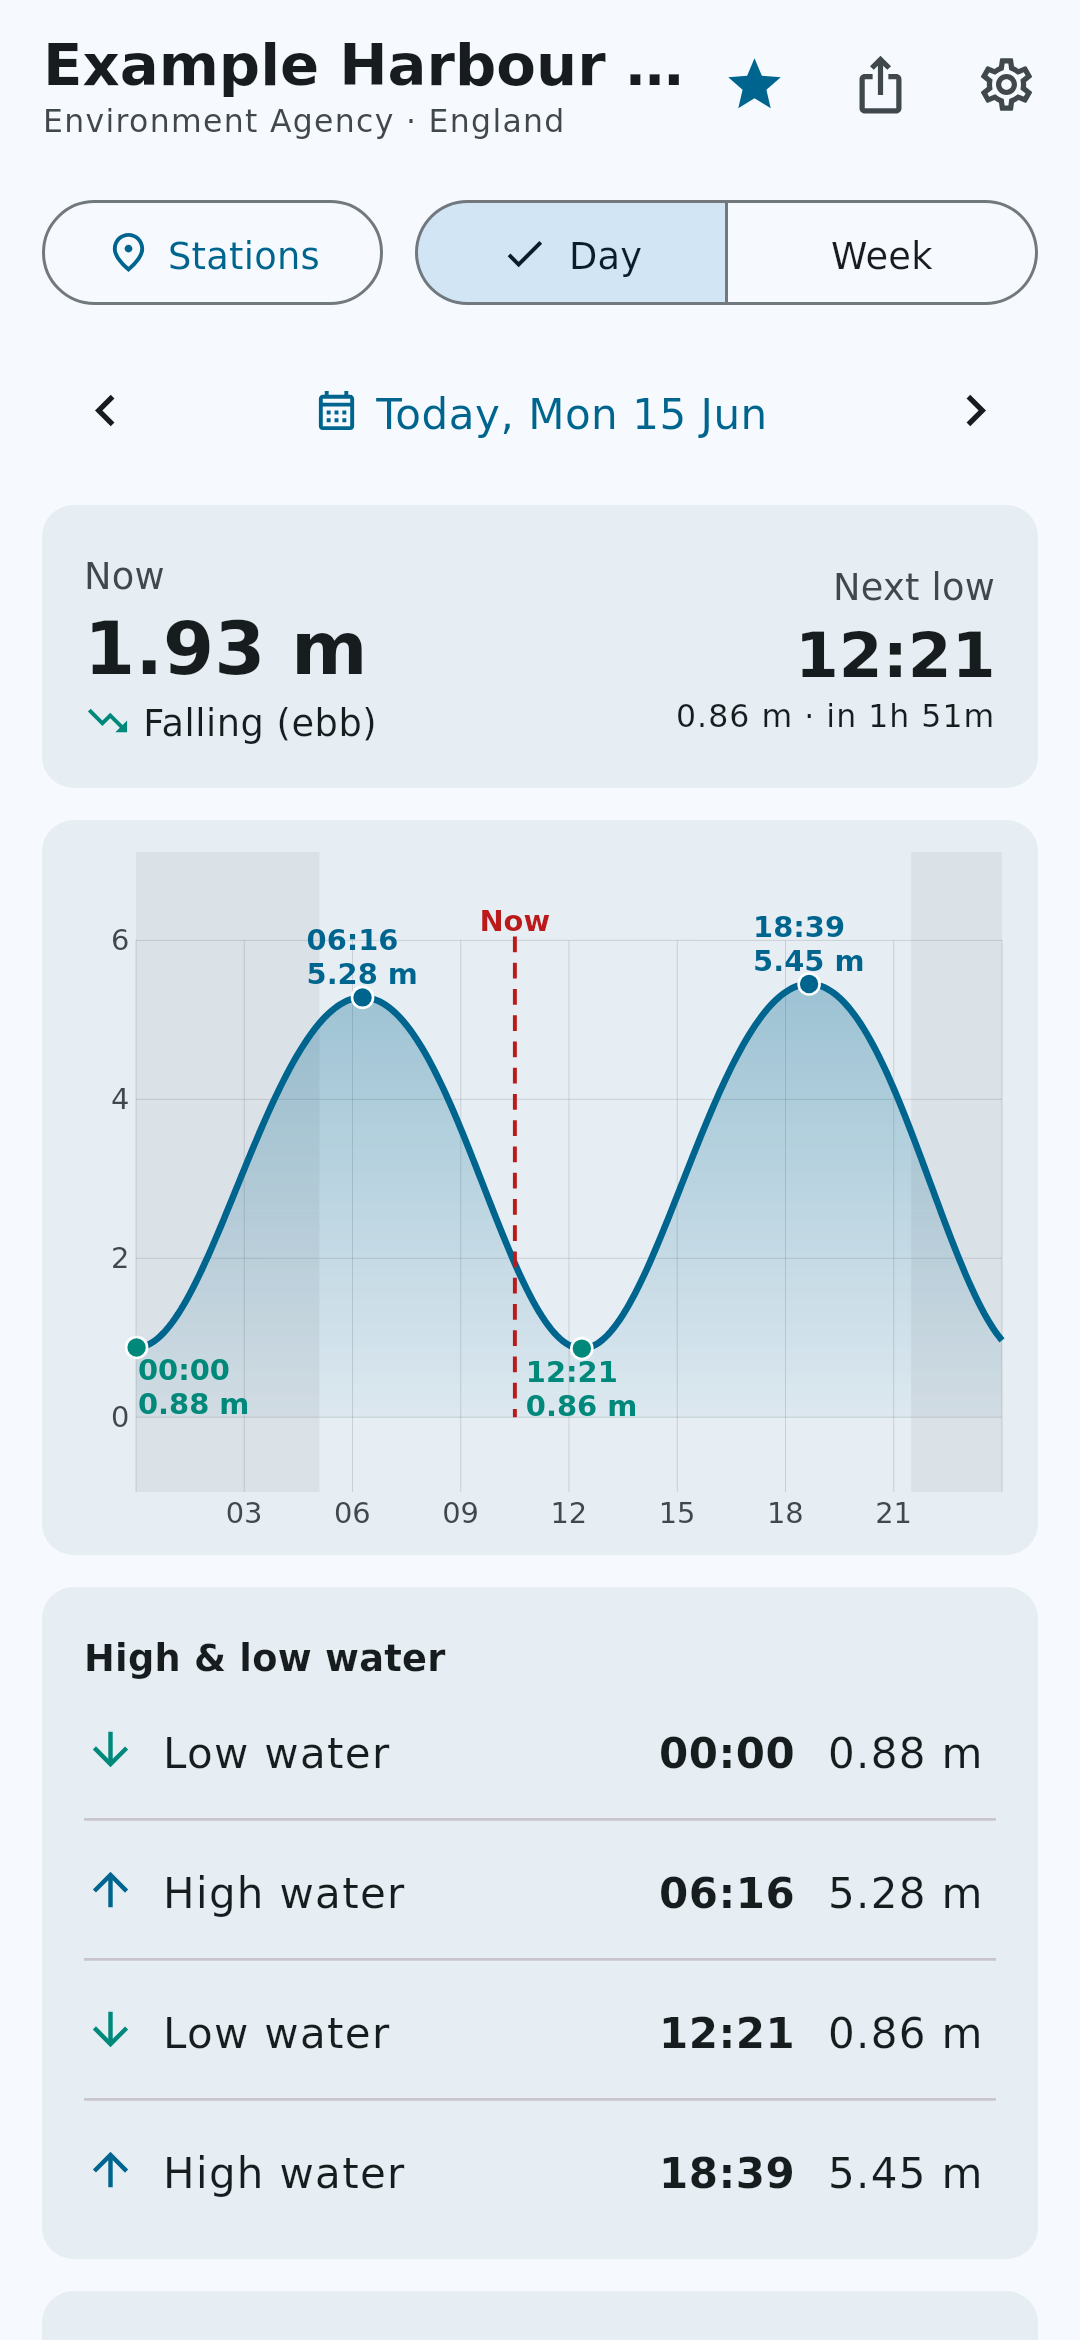 Example Harbour …
Environment Agency · England
Stations
Day
Week
Today, Mon 15 Jun
Now
1.93 m
Falling (ebb)
Next low
12:21
0.86 m · in 1h 51m
Now
06:16
5.28 m
18:39
5.45 m
00:00
0.88 m
12:21
0.86 m
6
4
2
0
03 06 09 12 15 18 21
High & low water
Low water 00:00 0.88 m
High water 06:16 5.28 m
Low water 12:21 0.86 m
High water 18:39 5.45 m